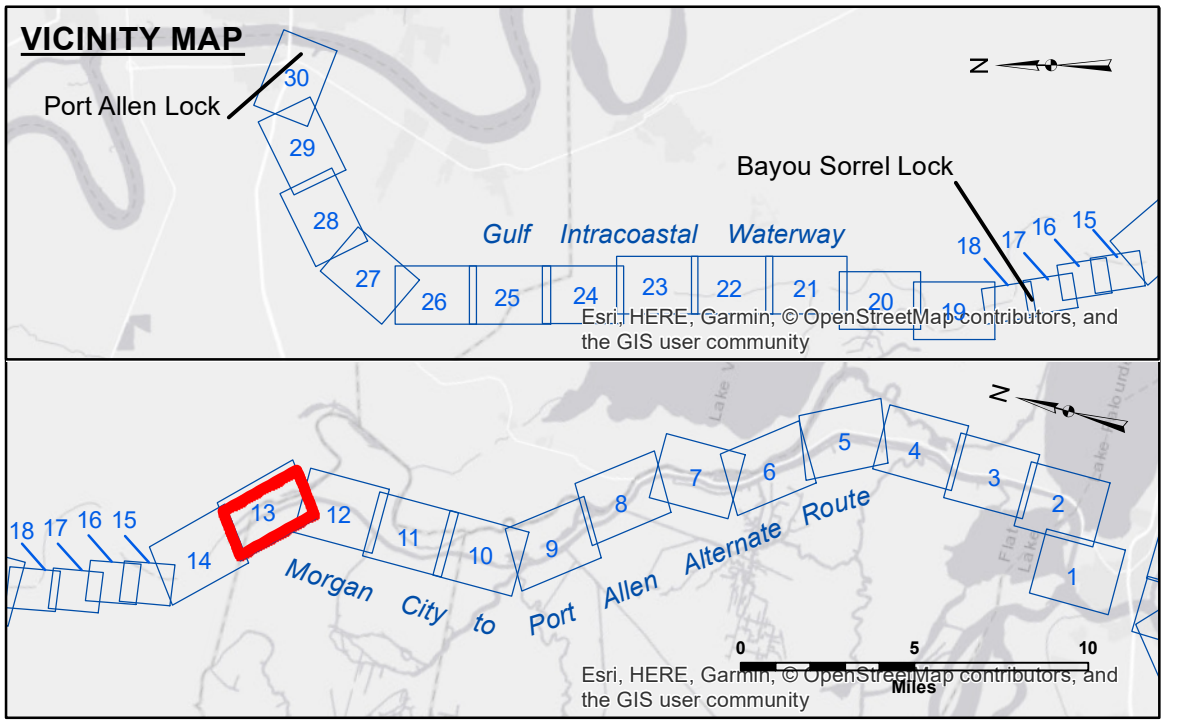 VICINITY MAP
30
Port Allen Lock
N
29
Bayou Sorrel Lock
28
Gulf Intracoastal Waterway
18
17
16
15
27
26
25
24
23
22
21
20
19
Esri, HERE, Garmin, © OpenStreetMap contributors, and
the GIS user community
N
Lake
5
4
6
7
3
8
2
13
12
18
17
16
15
11
10
9
14
1
Morgan City to Port Allen Alternate Route
Lake
0
5
10
Esri, HERE, Garmin, © OpenStreetMap contributors, and
Miles
the GIS user community